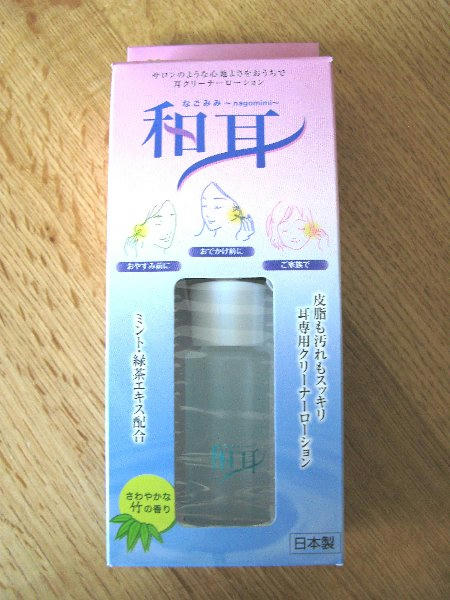 サロンのような心地よさをおうちで
耳クリーナーローション
なごみみ ～nagomimi～
和耳
おやすみ前に
おでかけ前に
ご家族で
皮脂も汚れもスッキリ
耳専用クリーナーローション
ミント・緑茶エキス配合
和耳
さわやかな
竹の香り
日本製